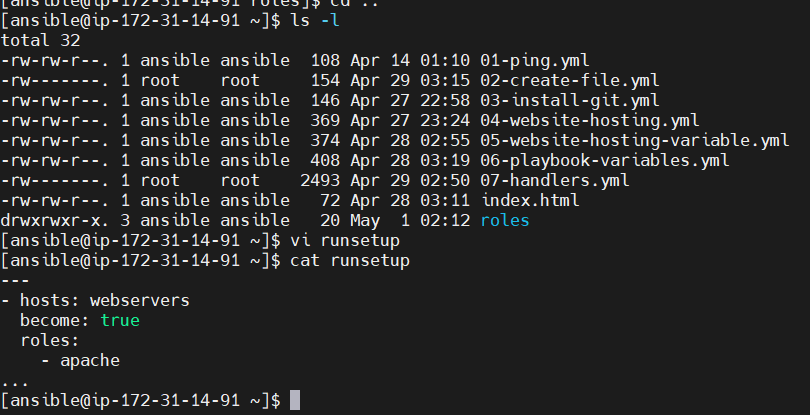 [ansible@ip-172-31-14-91 roles]$ cd ..
[ansible@ip-172-31-14-91 ~]$ ls -l
total 32
-rw-rw-r--. 1 ansible ansible  108 Apr 14 01:10 01-ping.yml
-rw-------. 1 root    root     154 Apr 29 03:15 02-create-file.yml
-rw-rw-r--. 1 ansible ansible  146 Apr 27 22:58 03-install-git.yml
-rw-rw-r--. 1 ansible ansible  369 Apr 27 23:24 04-website-hosting.yml
-rw-rw-r--. 1 ansible ansible  374 Apr 28 02:55 05-website-hosting-variable.yml
-rw-rw-r--. 1 ansible ansible  408 Apr 28 03:19 06-playbook-variables.yml
-rw-------. 1 root    root    2493 Apr 29 02:50 07-handlers.yml
-rw-rw-r--. 1 ansible ansible   72 Apr 28 03:11 index.html
drwxrwxr-x. 3 ansible ansible   20 May  1 02:12 roles
[ansible@ip-172-31-14-91 ~]$ vi runsetup
[ansible@ip-172-31-14-91 ~]$ cat runsetup
---
- hosts: webservers
  become: true
  roles:
    - apache
...
[ansible@ip-172-31-14-91 ~]$